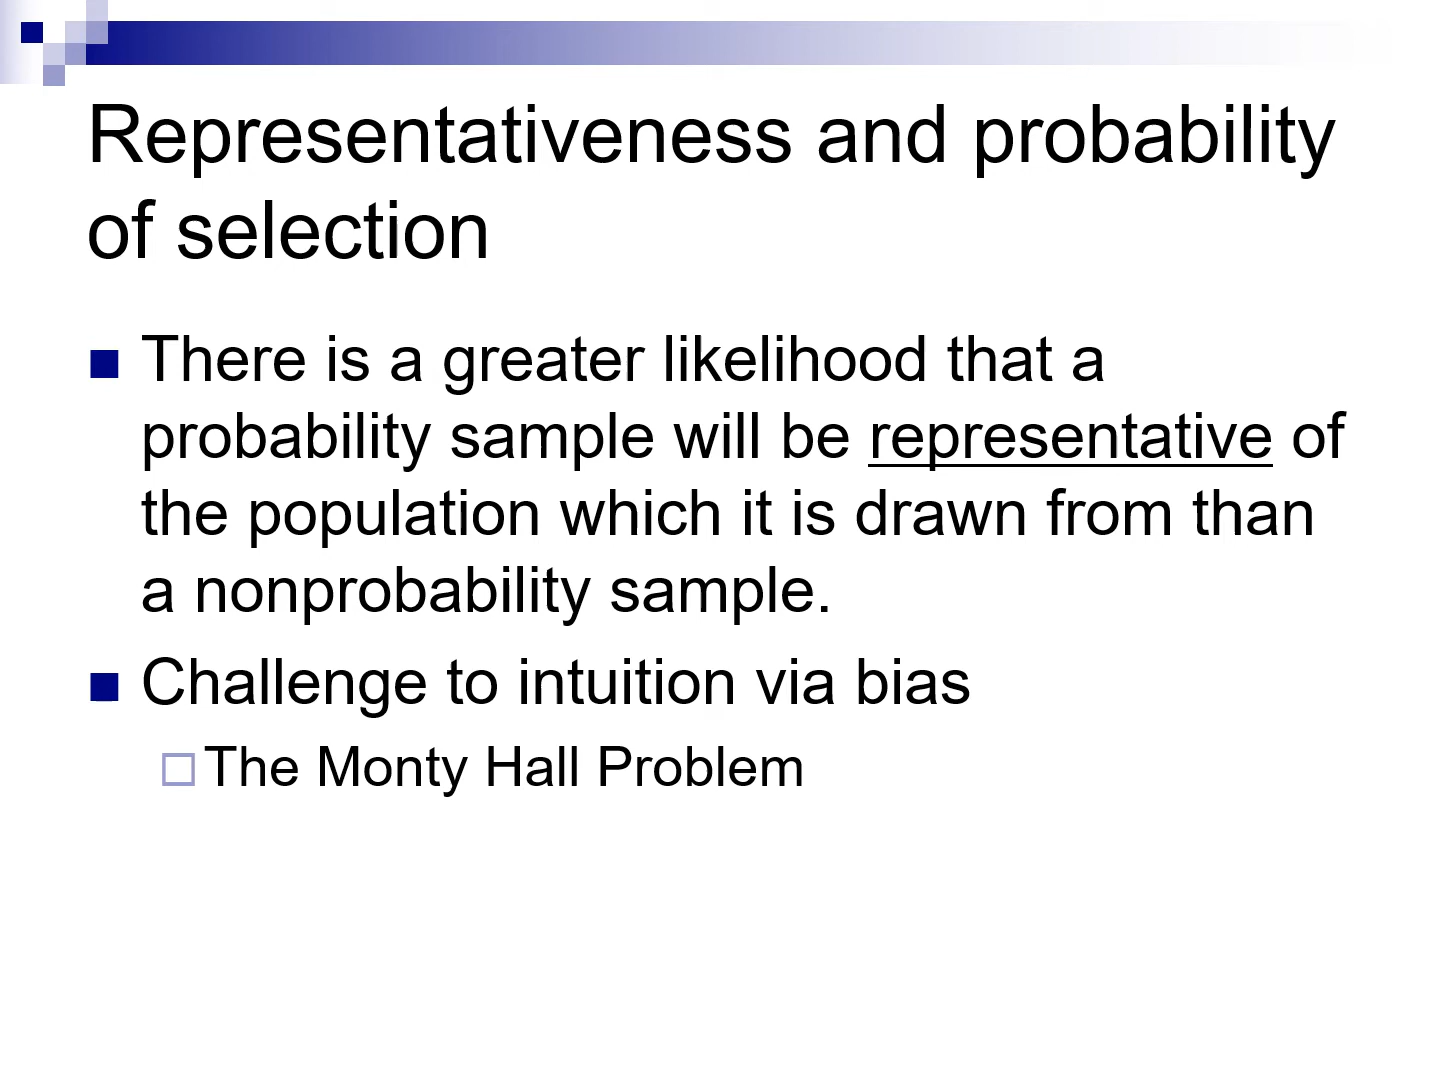 Representativeness and probability
of selection
There is a greater likelihood that a
probability sample will be representative of
the population which it is drawn from than
a nonprobability sample.
Challenge to intuition via bias
The Monty Hall Problem